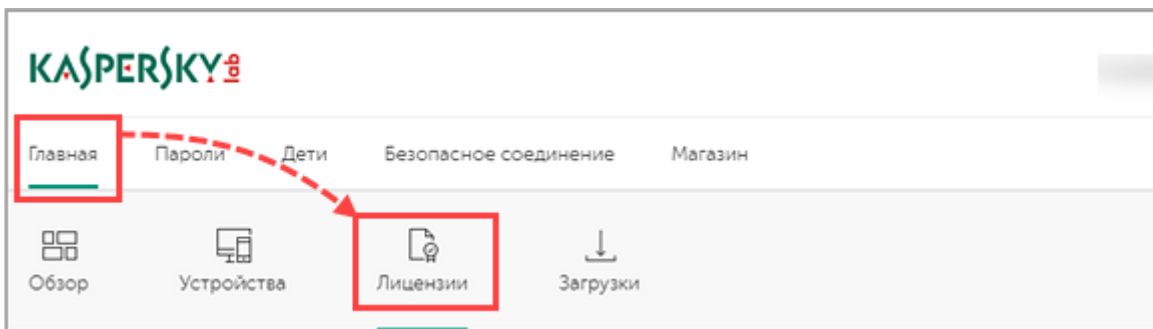 KASPERSKY lab
Главная Пароли Дети Безопасное соединение Магазин
Обзор Устройства Лицензии Загрузки